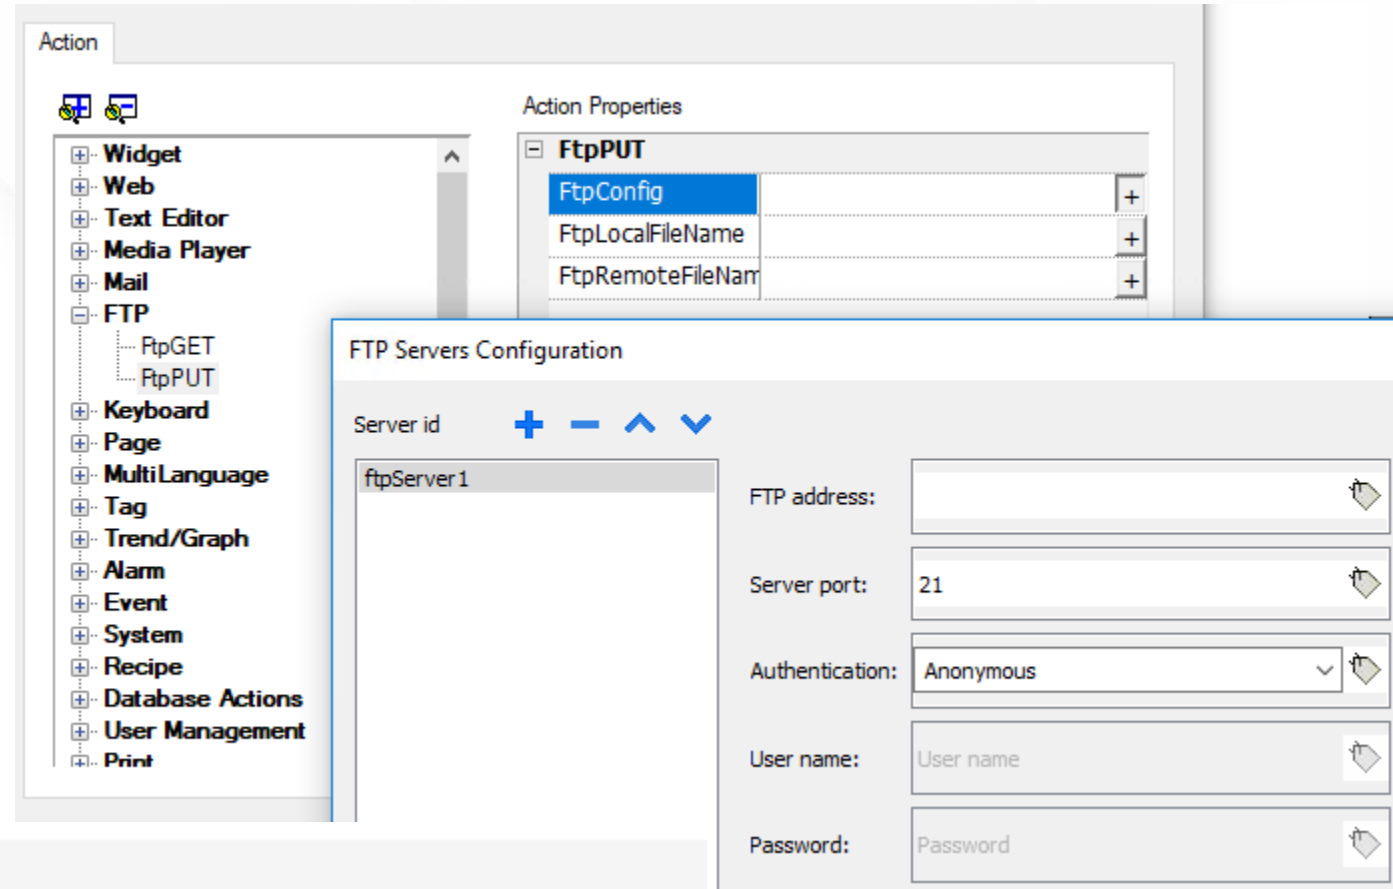 Action
Action Properties
Widget
Web
Text Editor
Media Player
Mail
FTP
FtpGET
FtpPUT
Keyboard
Page
MultiLanguage
Tag
Trend/Graph
Alarm
Event
System
Recipe
Database Actions
User Management
Print
FtpPUT
FtpConfig
+
FtpLocalFileName
+
FtpRemoteFileNam
+
FTP Servers Configuration
Server id
ftpServer1
FTP address:
Server port: 21
Authentication: Anonymous
User name: User name
Password: Password